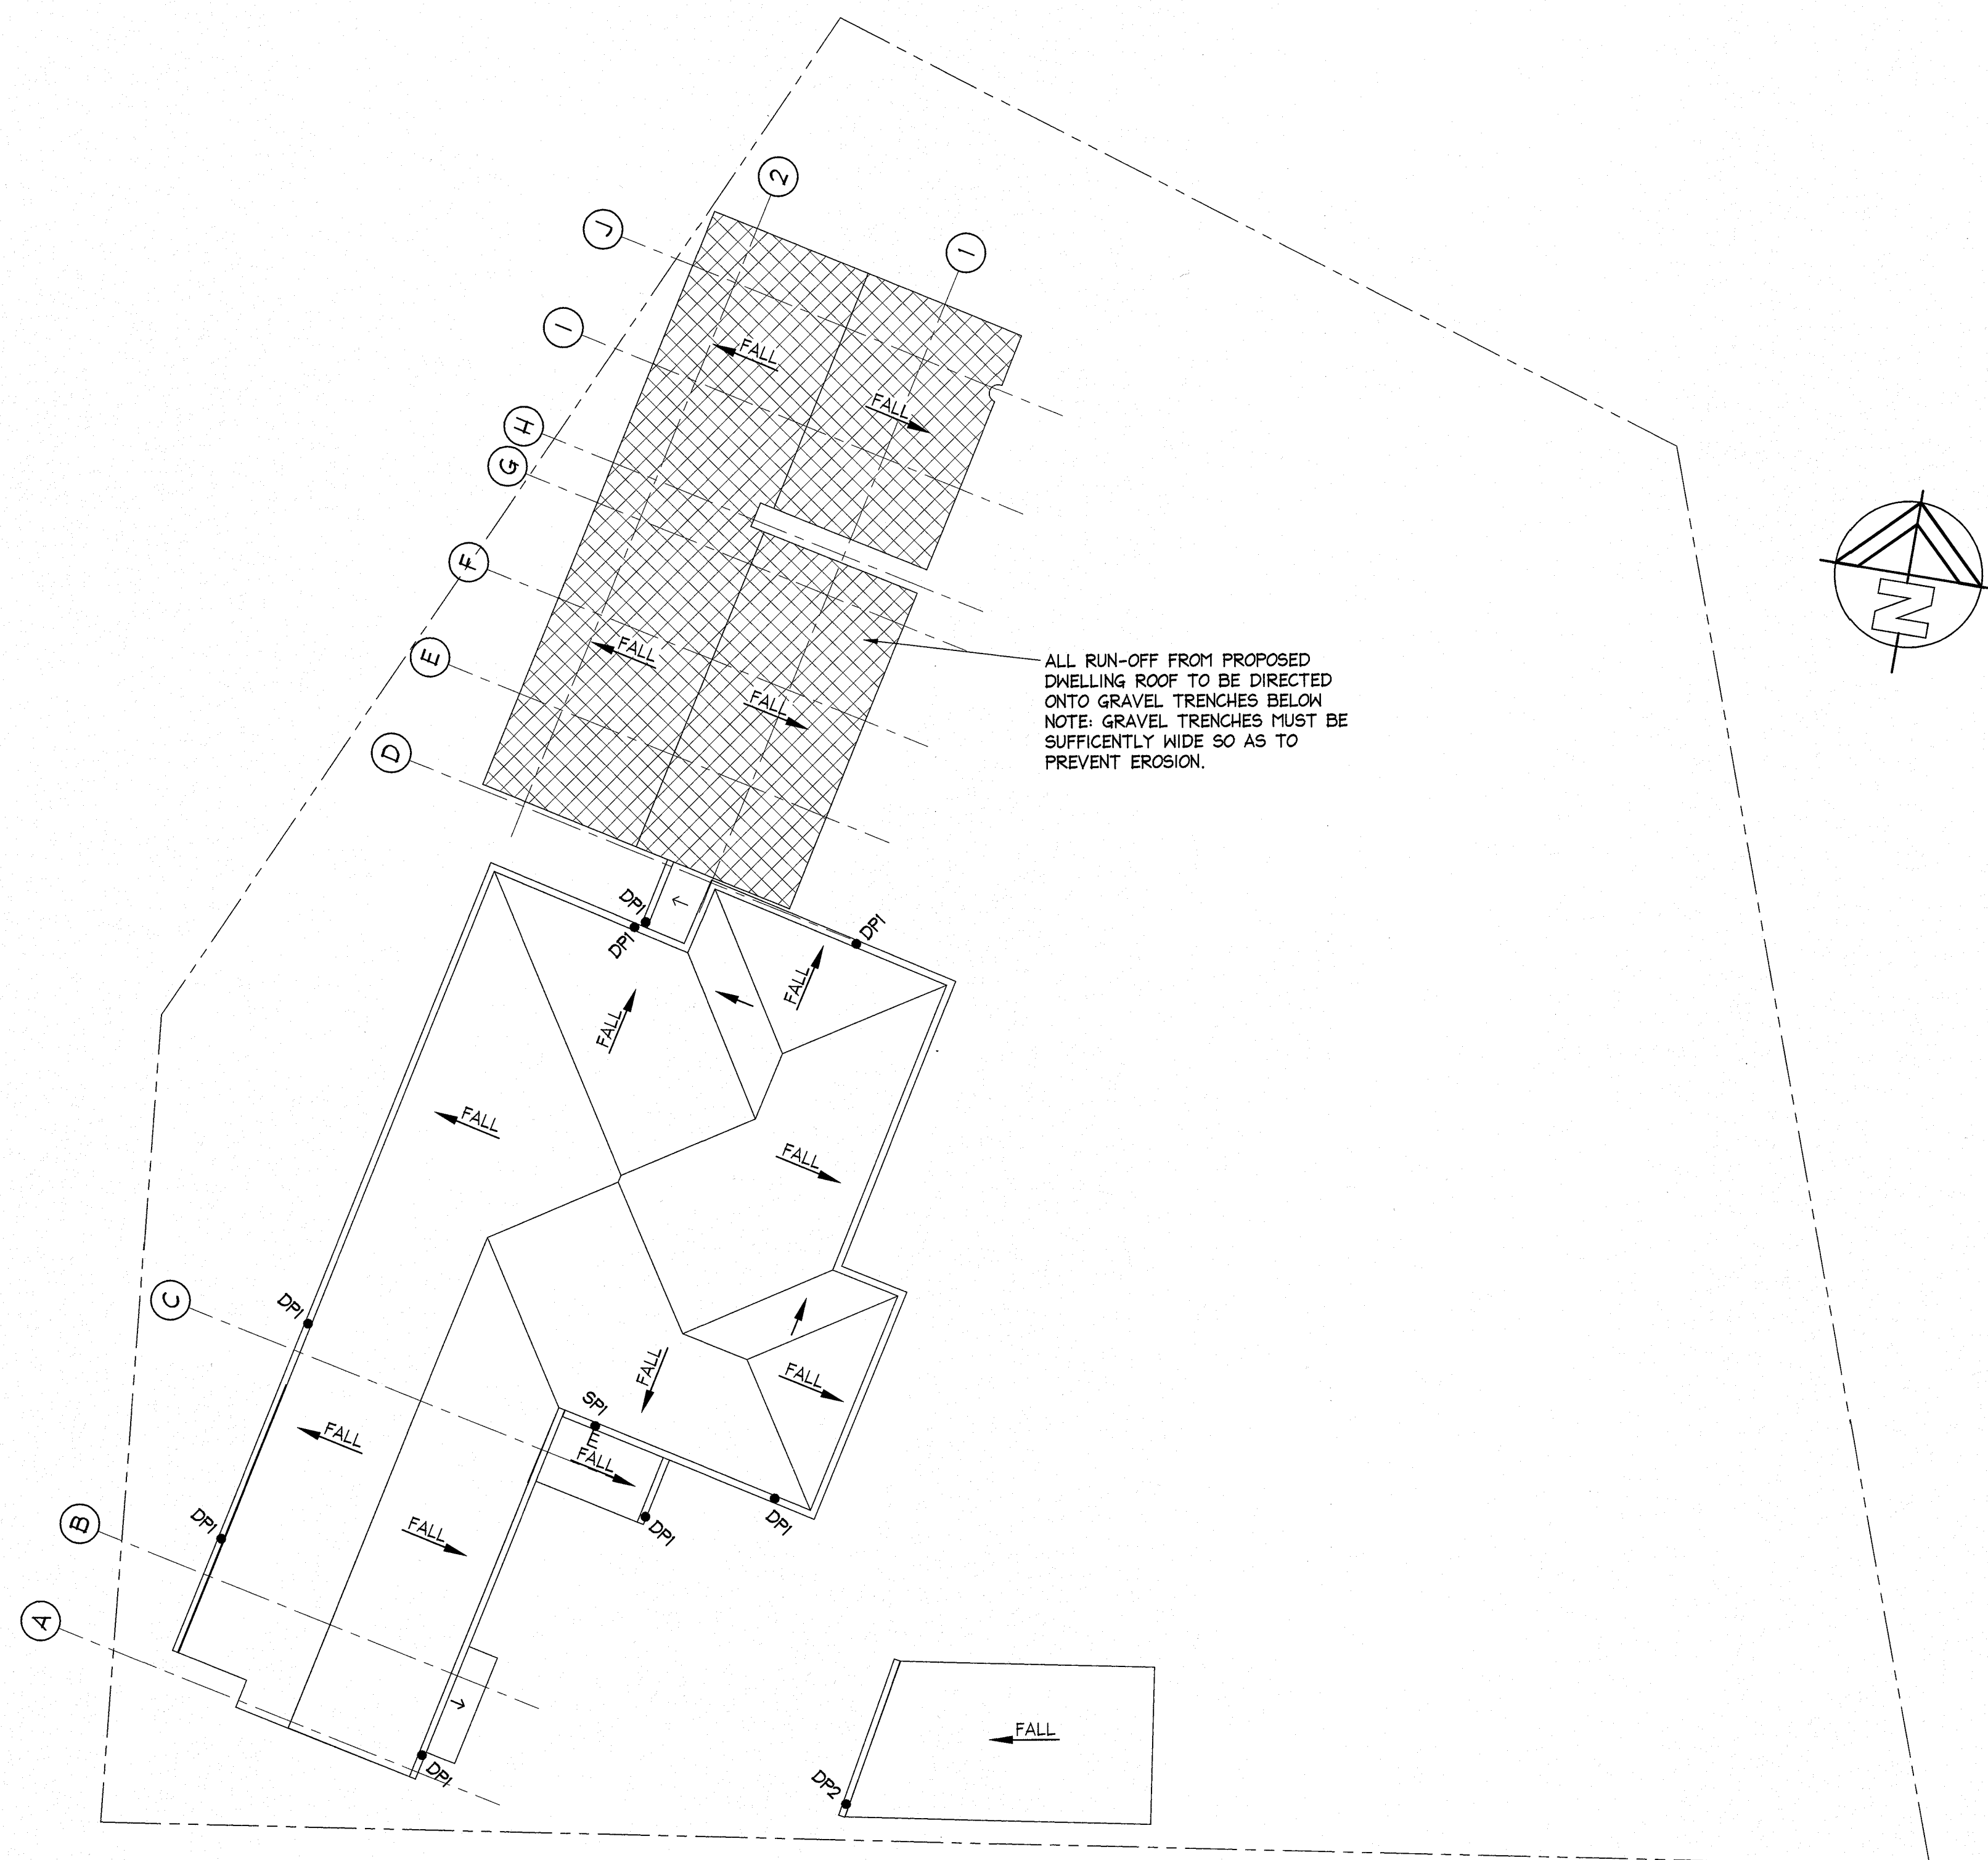 2
J
1
I
FALL
FALL
H
G
F
FALL
ALL RUN-OFF FROM PROPOSED
DWELLING ROOF TO BE DIRECTED
ONTO GRAVEL TRENCHES BELOW
NOTE: GRAVEL TRENCHES MUST BE
SUFFICENTLY WIDE SO AS TO
PREVENT EROSION.
N
E
FALL
D
DP1
DP1
DP1
FALL
FALL
FALL
FALL
C
DP1
FALL
FALL
SP1
E
FALL
FALL
DP1
DP1
B
DP1
FALL
A
FALL
DP2
DP1